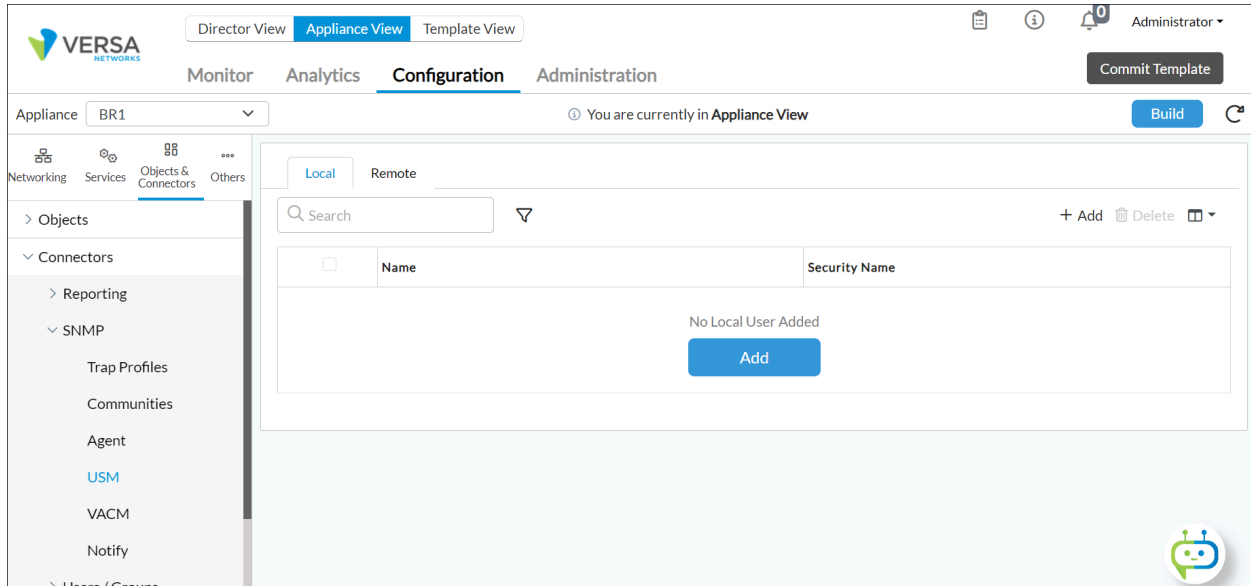 Director View Appliance View Template View
0
Administrator
VERSA
NETWORKS
Monitor Analytics Configuration Administration
Commit Template
Appliance BR1
You are currently in Appliance View
Build
Networking Services Objects & Connectors Others
Local Remote
Search
+ Add Delete
Objects
Connectors
Reporting
SNMP
Trap Profiles
Communities
Agent
USM
VACM
Notify
Users / Groups
Name Security Name
No Local User Added
Add